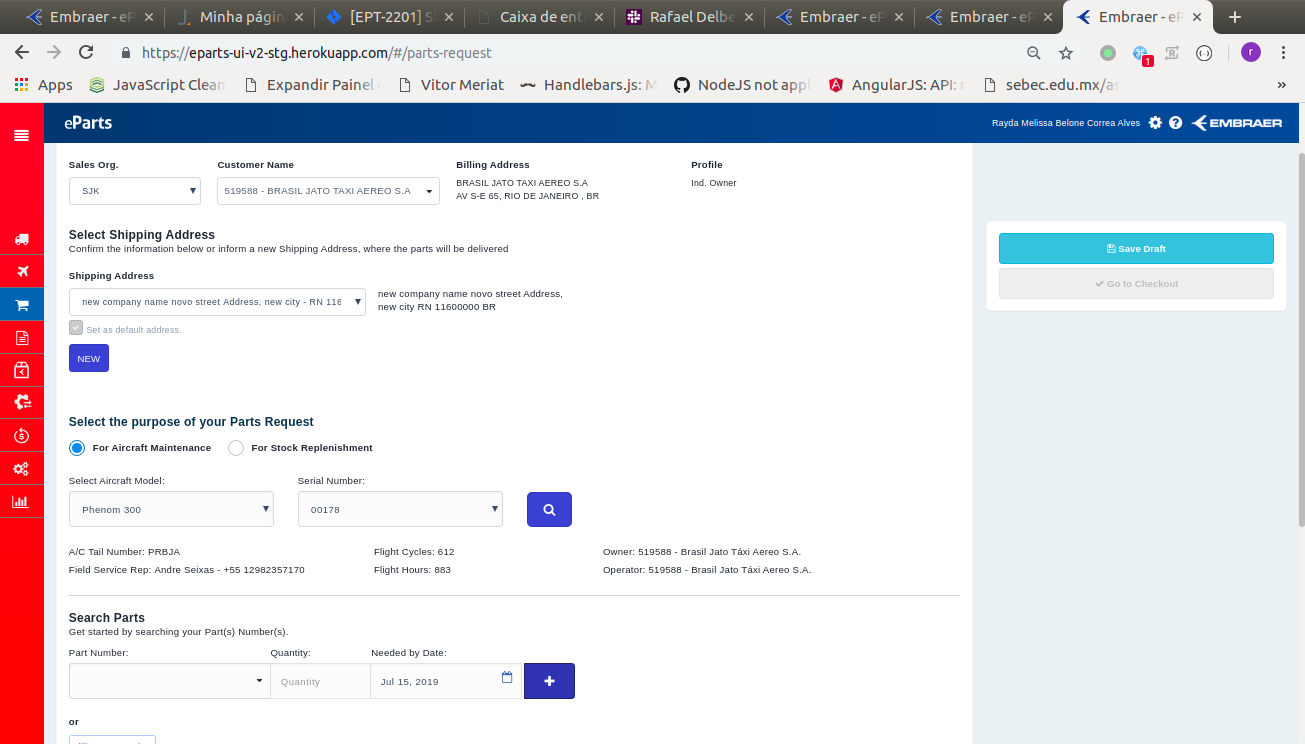 Embraer - eP
Minha págin
[EPT-2201] S
Caixa de ent
Rafael Delbe
Embraer - eP
Embraer - eP
Embraer - eP
https://eparts-ui-v2-stg.herokuapp.com/#/parts-request
1
r
Apps
JavaScript Clean
Expandir Painel
Vitor Meriat
Handlebars.js: M
NodeJS not appl
AngularJS: API: r
sebec.edu.mx/as
»
eParts
Rayda Melissa Belone Correa Alves
EMBRAER
Sales Org.
Customer Name
Billing Address
Profile
SJK
519588 - BRASIL JATO TAXI AEREO S.A
BRASIL JATO TAXI AEREO S.A
AV S-E 65, RIO DE JANEIRO , BR
Ind. Owner
Select Shipping Address
Confirm the information below or inform a new Shipping Address, where the parts will be delivered
Shipping Address
new company name novo street Address, new city - RN 116
new company name novo street Address,
new city RN 11600000 BR
Set as default address.
NEW
Save Draft
Go to Checkout
Select the purpose of your Parts Request
For Aircraft Maintenance
For Stock Replenishment
Select Aircraft Model:
Serial Number:
Phenom 300
00178
A/C Tail Number: PRBJA
Flight Cycles: 612
Owner: 519588 - Brasil Jato Táxi Aereo S.A.
Field Service Rep: Andre Seixas - +55 12982357170
Flight Hours: 883
Operator: 519588 - Brasil Jato Táxi Aereo S.A.
Search Parts
Get started by searching your Part(s) Number(s).
Part Number:
Quantity:
Needed by Date:
Quantity
Jul 15, 2019
+
or